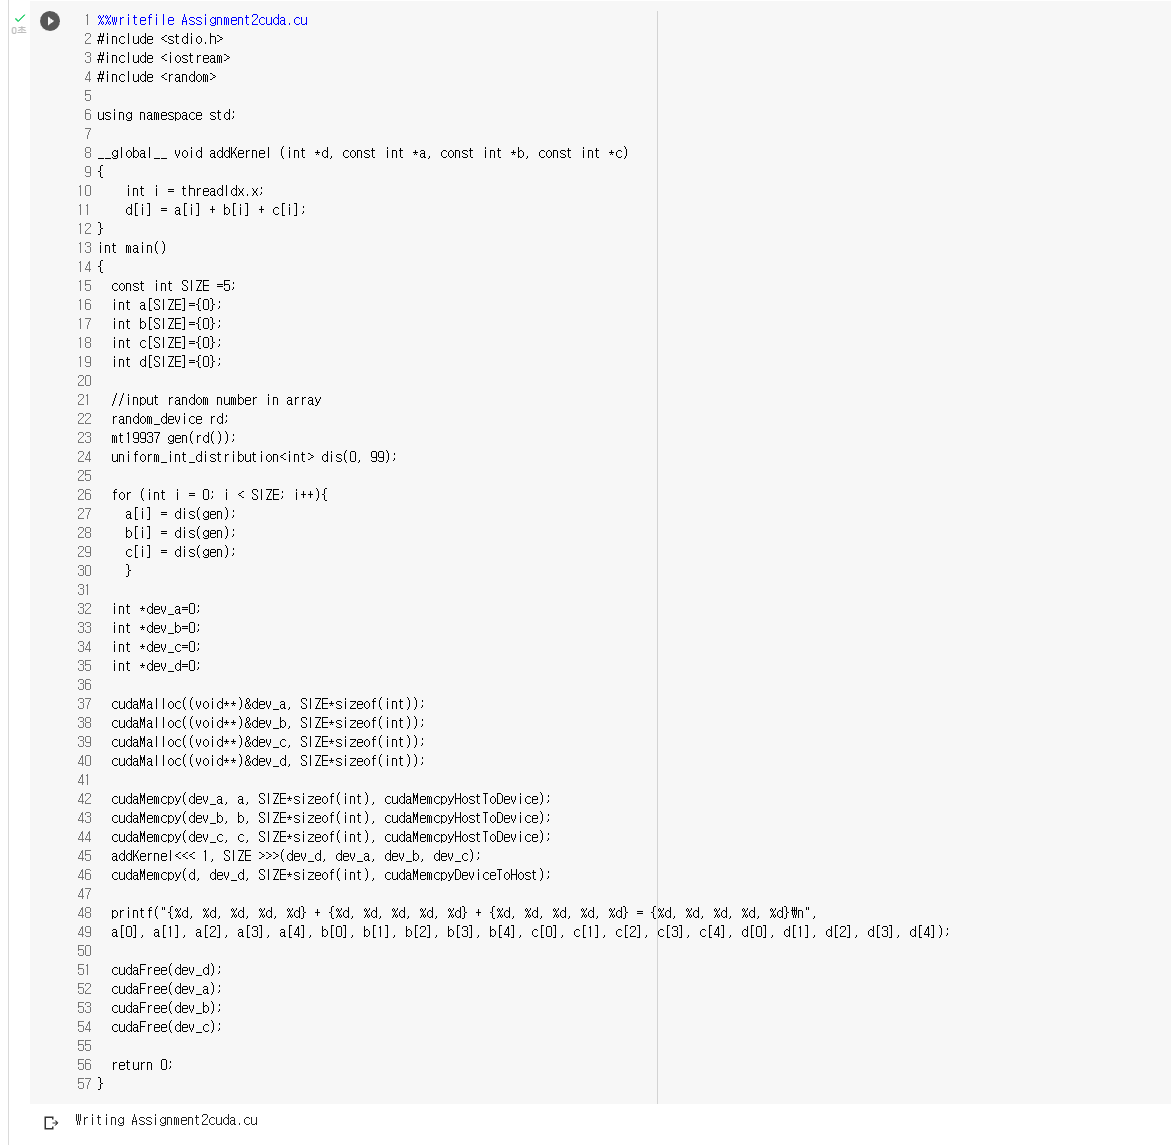 0초
1 %%writefile Assignment2cuda.cu
2 #include <stdio.h>
3 #include <iostream>
4 #include <random>
5
6 using namespace std;
7
8 __global__ void addKernel (int *d, const int *a, const int *b, const int *c)
9 {
10     int i = threadIdx.x;
11     d[i] = a[i] + b[i] + c[i];
12 }
13 int main()
14 {
15   const int SIZE =5;
16   int a[SIZE]={0};
17   int b[SIZE]={0};
18   int c[SIZE]={0};
19   int d[SIZE]={0};
20
21   //input random number in array
22   random_device rd;
23   mt19937 gen(rd());
24   uniform_int_distribution<int> dis(0, 99);
25
26   for (int i = 0; i < SIZE; i++){
27     a[i] = dis(gen);
28     b[i] = dis(gen);
29     c[i] = dis(gen);
30     }
31
32   int *dev_a=0;
33   int *dev_b=0;
34   int *dev_c=0;
35   int *dev_d=0;
36
37   cudaMalloc((void**)&dev_a, SIZE*sizeof(int));
38   cudaMalloc((void**)&dev_b, SIZE*sizeof(int));
39   cudaMalloc((void**)&dev_c, SIZE*sizeof(int));
40   cudaMalloc((void**)&dev_d, SIZE*sizeof(int));
41
42   cudaMemcpy(dev_a, a, SIZE*sizeof(int), cudaMemcpyHostToDevice);
43   cudaMemcpy(dev_b, b, SIZE*sizeof(int), cudaMemcpyHostToDevice);
44   cudaMemcpy(dev_c, c, SIZE*sizeof(int), cudaMemcpyHostToDevice);
45   addKernel<<< 1, SIZE >>>(dev_d, dev_a, dev_b, dev_c);
46   cudaMemcpy(d, dev_d, SIZE*sizeof(int), cudaMemcpyDeviceToHost);
47
48   printf("{%d, %d, %d, %d, %d} + {%d, %d, %d, %d, %d} + {%d, %d, %d, %d, %d} = {%d, %d, %d, %d, %d}₩n",
49   a[0], a[1], a[2], a[3], a[4], b[0], b[1], b[2], b[3], b[4], c[0], c[1], c[2], c[3], c[4], d[0], d[1], d[2], d[3], d[4]);
50
51   cudaFree(dev_d);
52   cudaFree(dev_a);
53   cudaFree(dev_b);
54   cudaFree(dev_c);
55
56   return 0;
57 }
Writing Assignment2cuda.cu